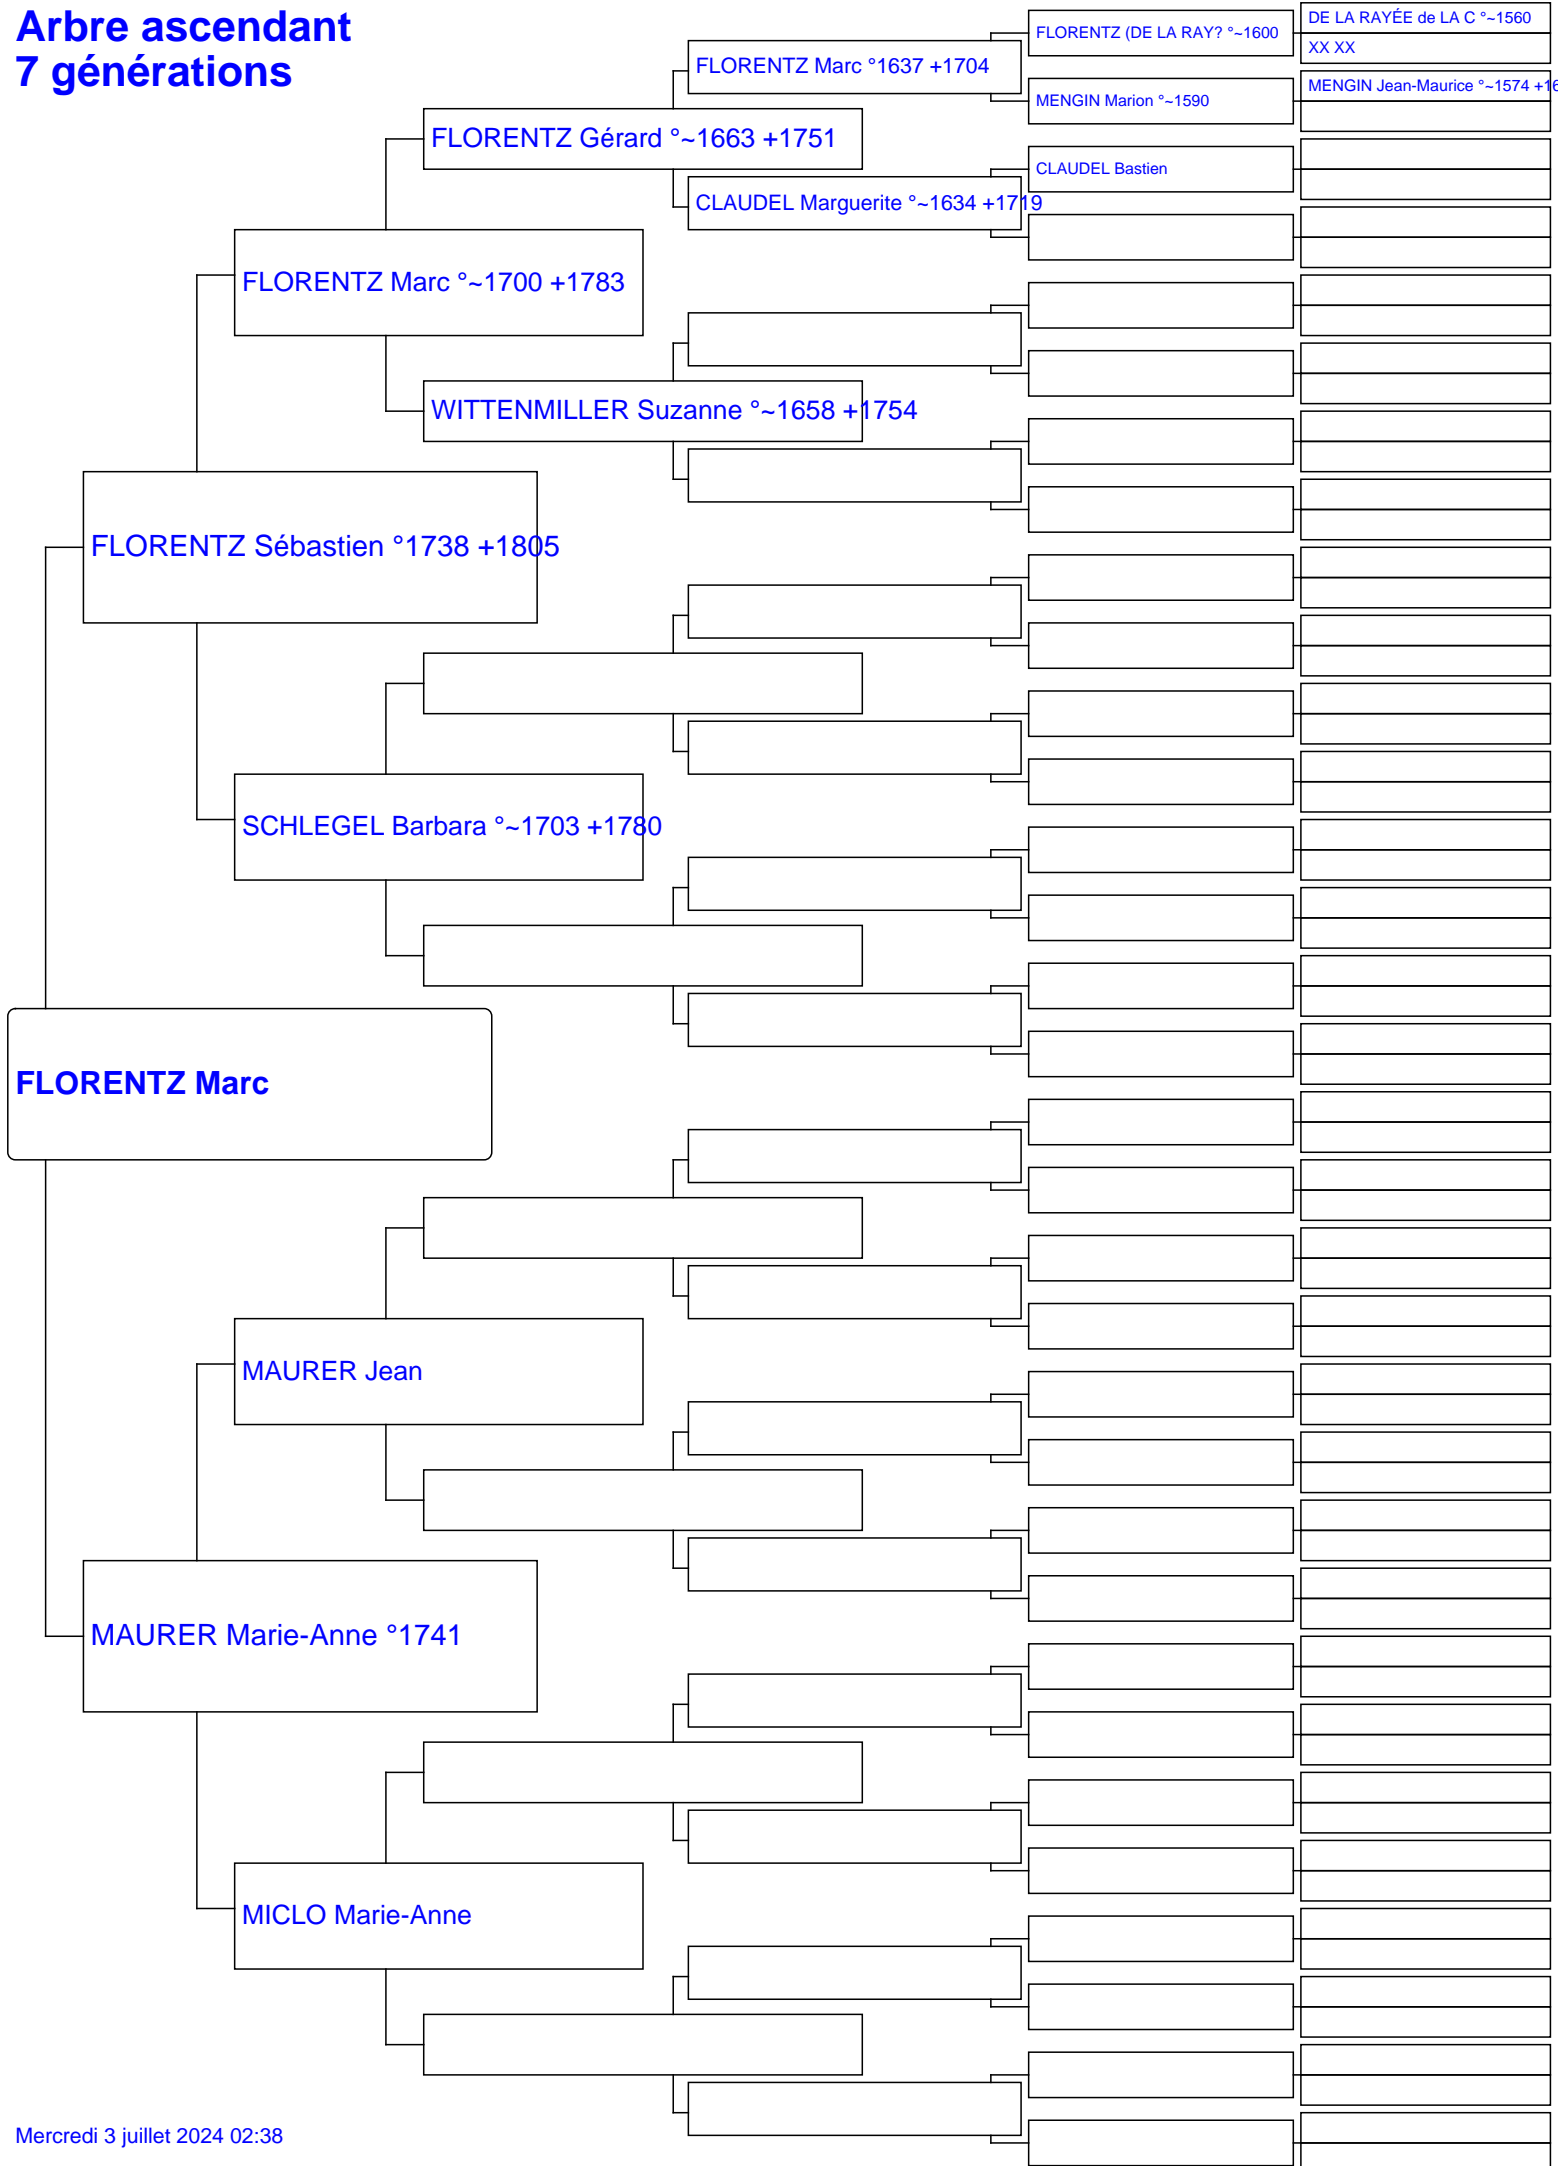 Arbre ascendant
7 générations
FLORENTZ (DE LA RAY? °~1600
DE LA RAYÉE de LA C °~1560
XX XX
FLORENTZ Marc °1637 +1704
MENGIN Marion °~1590
MENGIN Jean-Maurice °~1574 +16
FLORENTZ Gérard °~1663 +1751
CLAUDEL Bastien
CLAUDEL Marguerite °~1634 +1719
FLORENTZ Marc °~1700 +1783
WITTENMILLER Suzanne °~1658 +1754
FLORENTZ Sébastien °1738 +1805
SCHLEGEL Barbara °~1703 +1780
FLORENTZ Marc
MAURER Jean
MAURER Marie-Anne °1741
MICLO Marie-Anne
Mercredi 3 juillet 2024 02:38